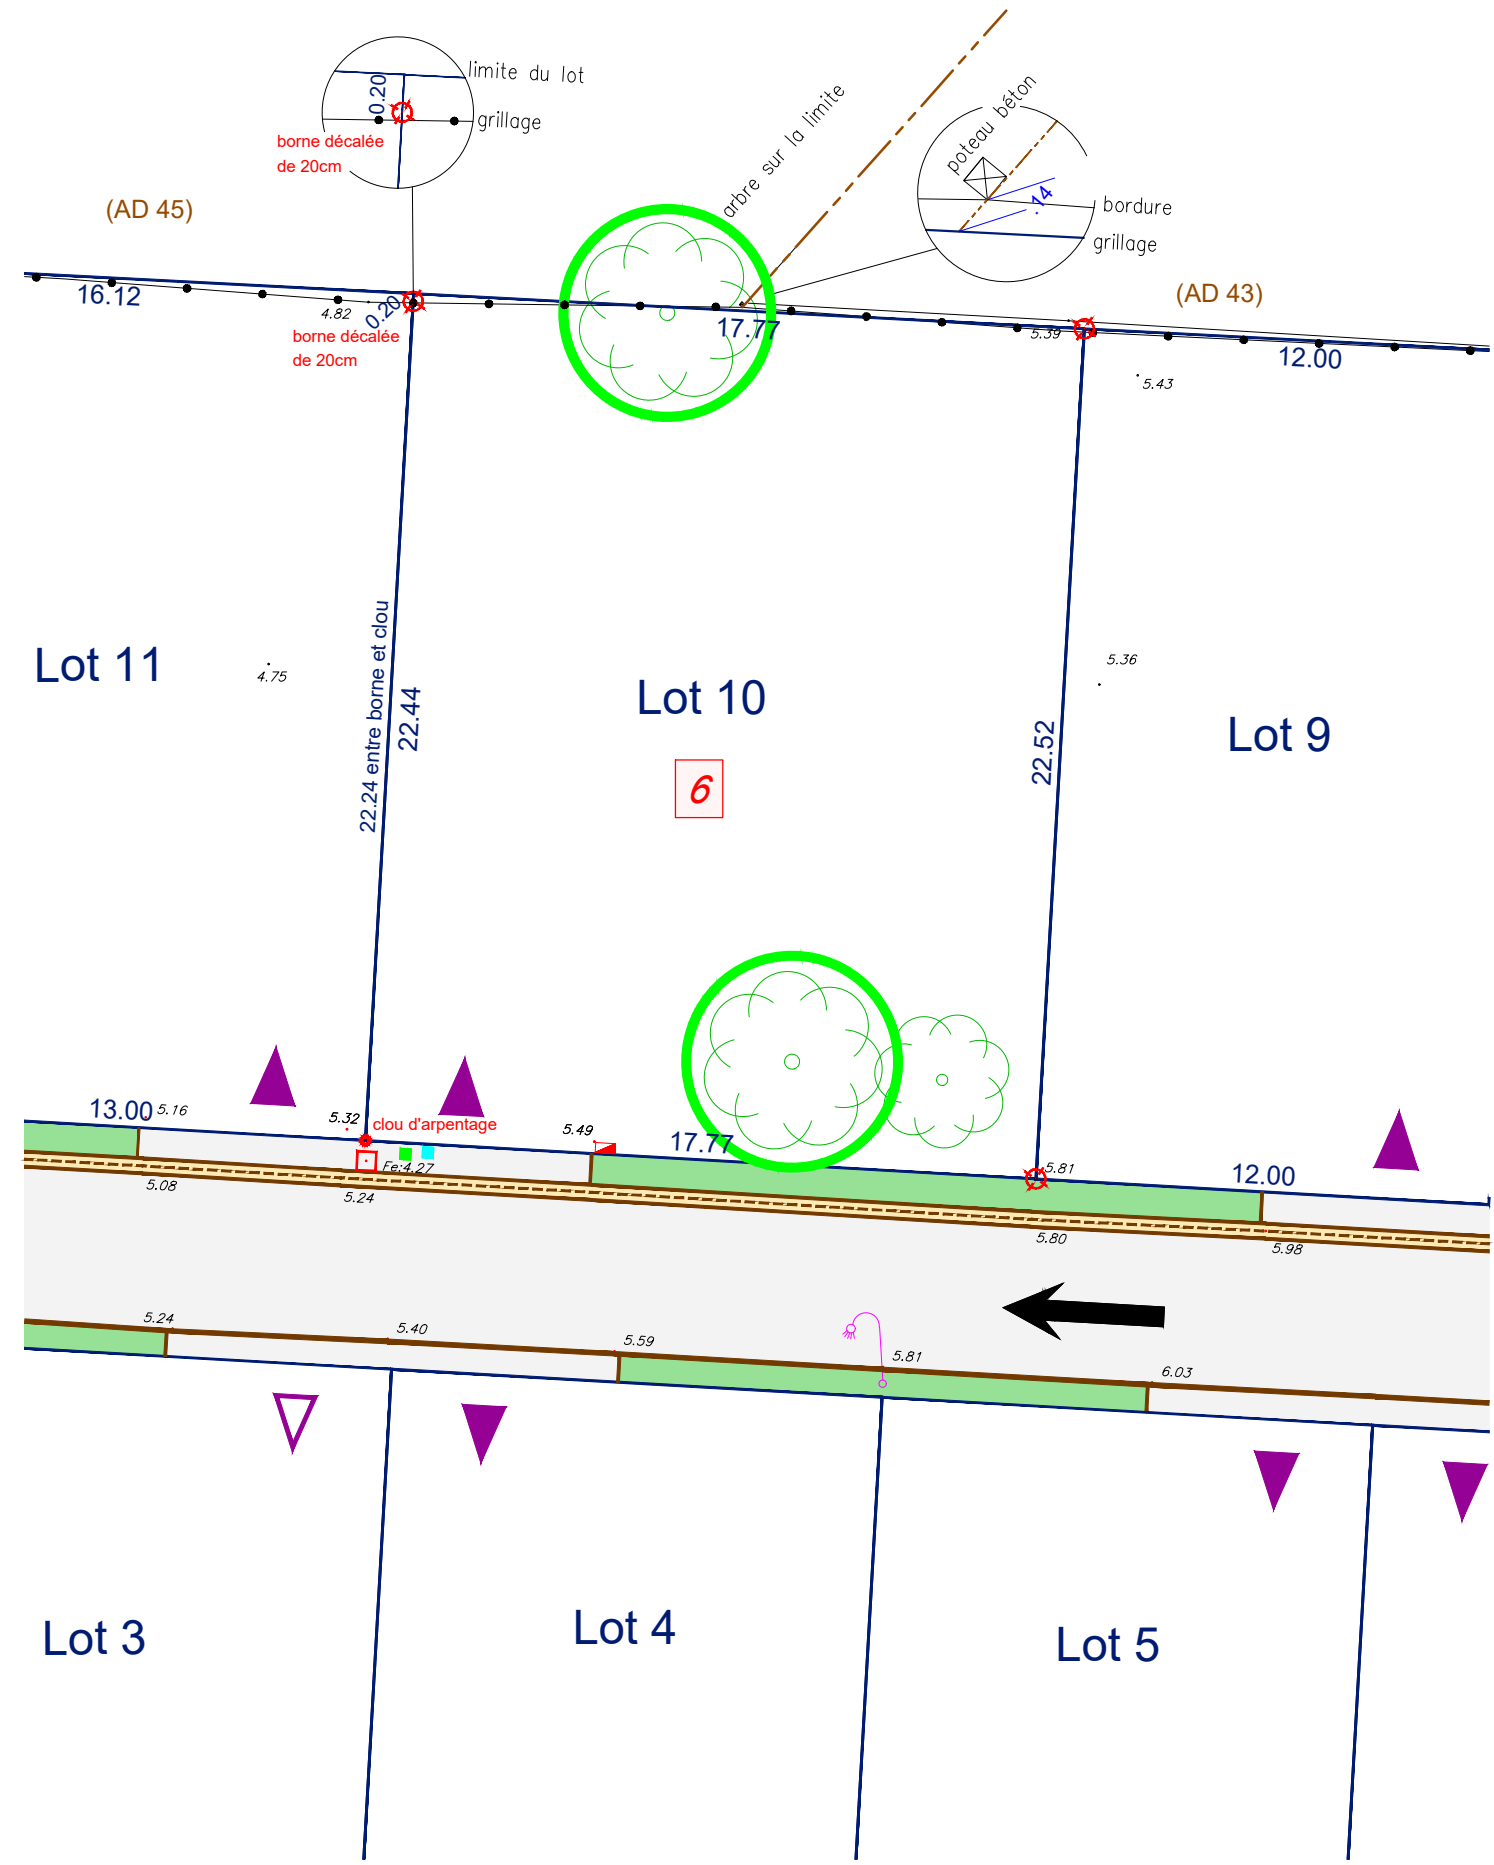 limite du lot
0.20
grillage
borne décalée
de 20cm
arbre sur la limite
poteau béton
.14
bordure
grillage
(AD 45)
(AD 43)
16.12
4.82
0.20
borne décalée
de 20cm
17.77
5.39
12.00
5.43
Lot 11
4.75
22.24 entre borne et clou
22.44
Lot 10
6
22.52
5.36
Lot 9
13.00
5.16
5.32
clou d'arpentage
5.49
17.77
5.81
12.00
Fe:4.27
5.08
5.24
5.80
5.98
5.24
5.40
5.59
5.81
6.03
Lot 3
Lot 4
Lot 5